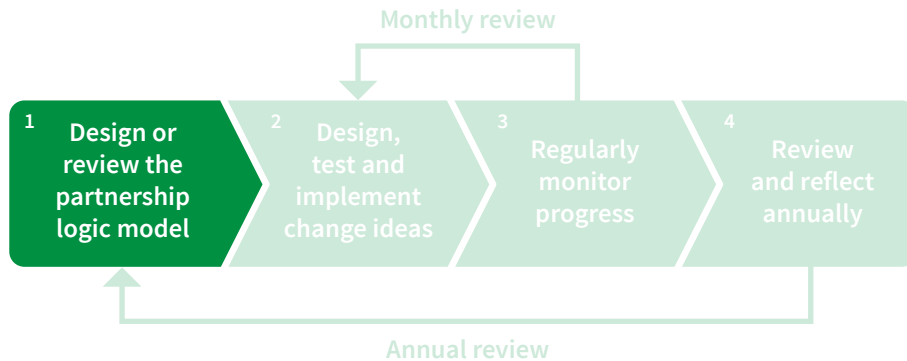 Monthly review
1
Design or
review the
partnership
logic model
2
Design,
test and
implement
change ideas
3
Regularly
monitor
progress
4
Review
and reflect
annually
Annual review